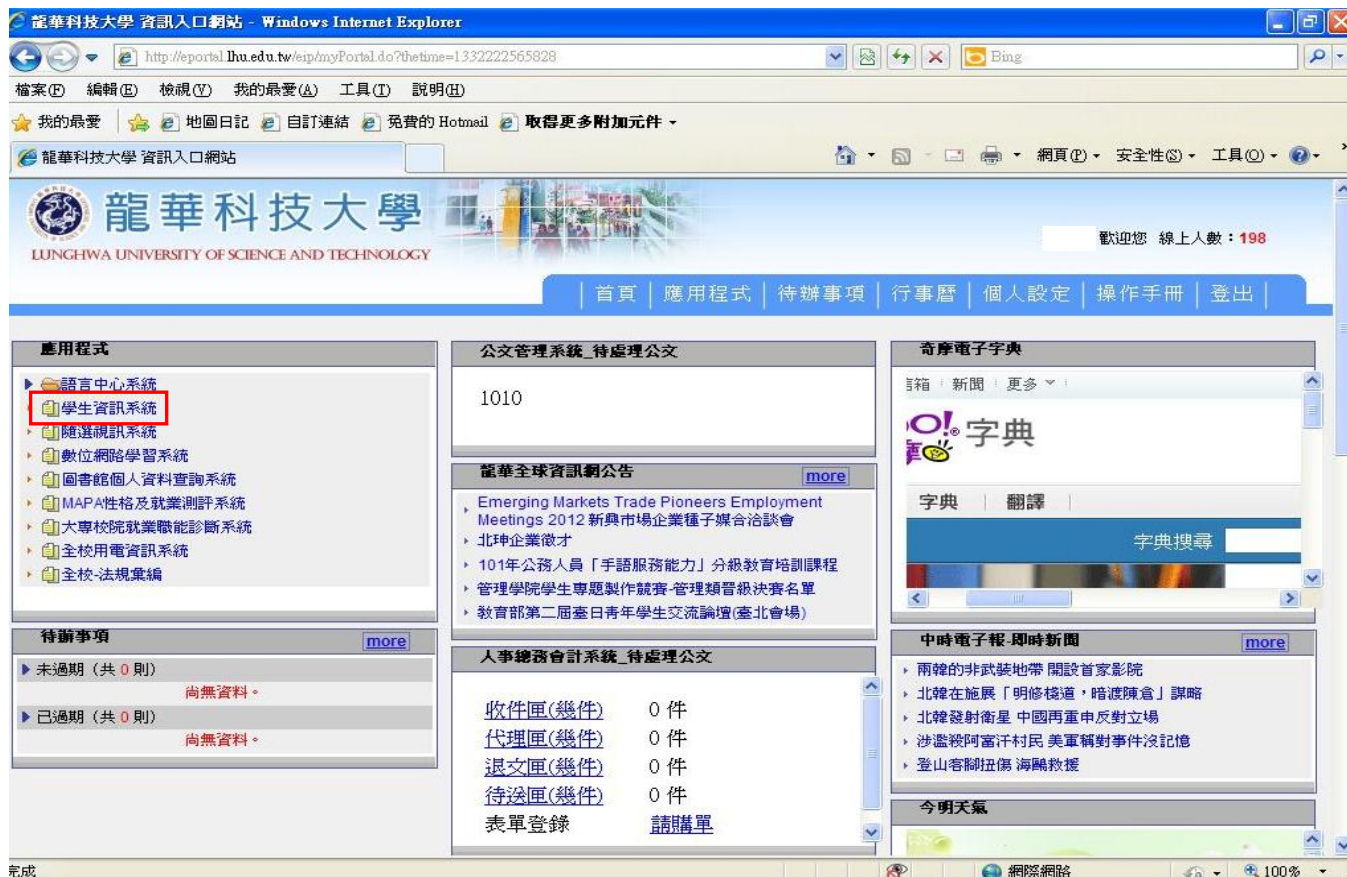 龍華科技大學 資訊入口網站 - Windows Internet Explorer
http://eportal.lhu.edu.tw/eip/myPortal.do?thetime=1332222565828
Bing
檔案(F) 編輯(E) 檢視(V) 我的最愛(A) 工具(T) 說明(H)
我的最愛 地圖日記 自訂連結 免費的 Hotmail 取得更多附加元件
龍華科技大學 資訊入口網站
網頁(P) 安全性(S) 工具(O)
龍華科技大學
LUNGHWA UNIVERSITY OF SCIENCE AND TECHNOLOGY
歡迎您 線上人數：198
首頁 | 應用程式 | 待辦事項 | 行事曆 | 個人設定 | 操作手冊 | 登出
應用程式
語言中心系統
學生資訊系統
隨選視訊系統
數位網路學習系統
圖書館個人資料查詢系統
MAPA性格及就業測評系統
大專校院就業職能診斷系統
全校用電資訊系統
全校-法規彙編
待辦事項
more
未過期（共 0 則）
尚無資料。
已過期（共 0 則）
尚無資料。
公文管理系統_待處理公文
1010
龍華全球資訊網公告
more
Emerging Markets Trade Pioneers Employment
Meetings 2012 新興市場企業種子媒合洽談會
北珅企業徵才
101年公務人員「手語服務能力」分級教育培訓課程
管理學院學生專題製作競賽-管理類晉級決賽名單
教育部第二屆臺日青年學生交流論壇(臺北會場)
人事總務會計系統_待處理公文
收件匣(幾件) 0 件
代理匣(幾件) 0 件
退文匣(幾件) 0 件
待送匣(幾件) 0 件
表單登錄 請購單
奇摩電子字典
信箱 新聞 更多
O!
摩 字典
字典 翻譯
字典搜尋
中時電子報-即時新聞
more
兩韓的非武裝地帶 開設首家影院
北韓在施展「明修棧道，暗渡陳倉」謀略
北韓發射衛星 中國再重申反對立場
涉濫殺阿富汗村民 美軍稱對事件沒記憶
登山客腳扭傷 海鷗救援
今明天氣
完成
網際網路
100%